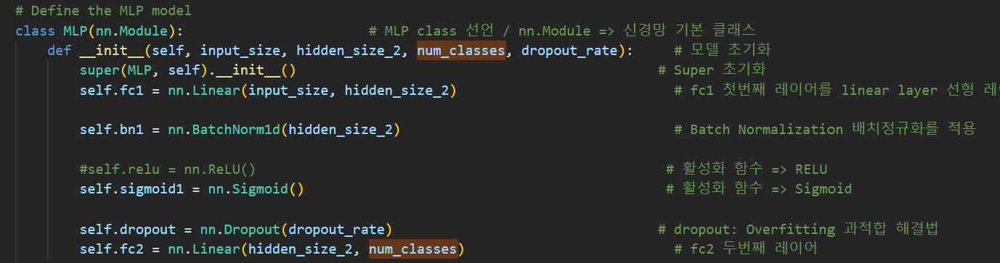 # Define the MLP model
class MLP(nn.Module): # MLP class 선언 / nn.Module => 신경망 기본 클래스
def __init__(self, input_size, hidden_size_2, num_classes, dropout_rate): # 모델 초기화
super(MLP, self).__init__() # Super 초기화
self.fc1 = nn.Linear(input_size, hidden_size_2) # fc1 첫번째 레이어를 linear layer 선형
self.bn1 = nn.BatchNorm1d(hidden_size_2) # Batch Normalization 배치정규화를 적용
#self.relu = nn.ReLU() # 활성화 함수 => RELU
self.sigmoid1 = nn.Sigmoid() # 활성화 함수 => Sigmoid
self.dropout = nn.Dropout(dropout_rate) # dropout: Overfitting 과적합 해결법
self.fc2 = nn.Linear(hidden_size_2, num_classes) # fc2 두번째 레이어